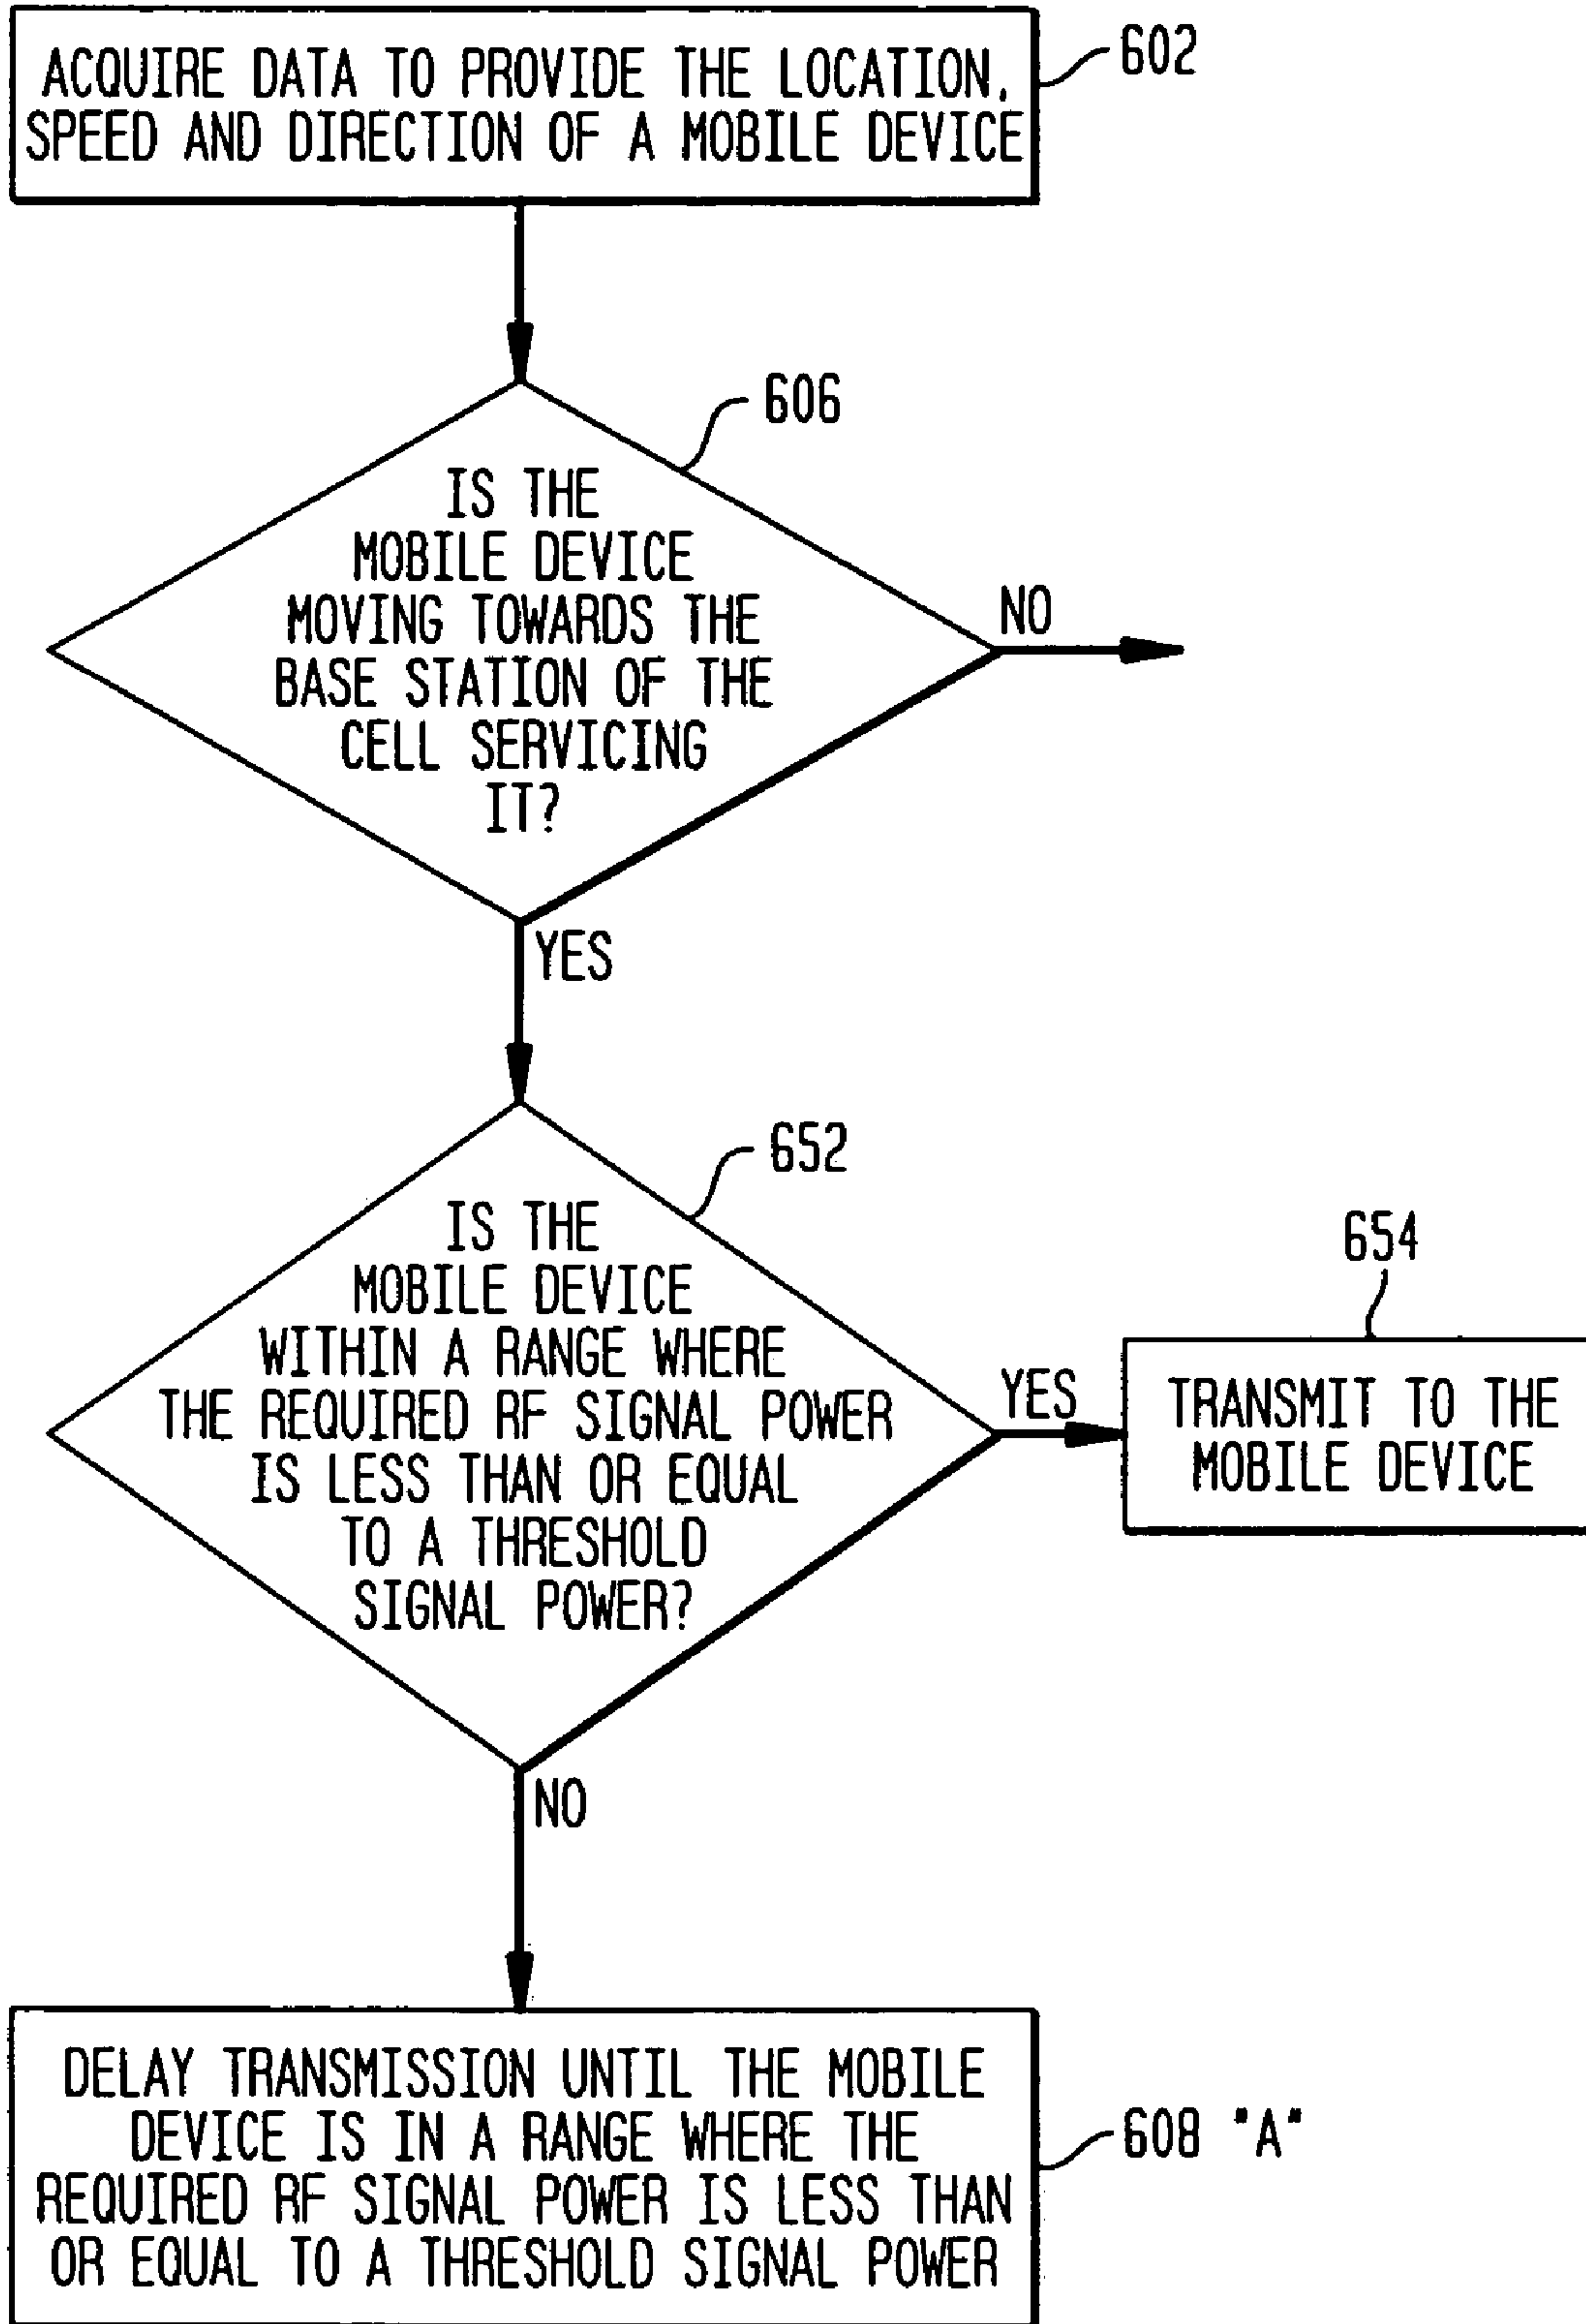 ACQUIRE DATA TO PROVIDE THE LOCATION,
SPEED AND DIRECTION OF A MOBILE DEVICE
602
606
IS THE
MOBILE DEVICE
MOVING TOWARDS THE
BASE STATION OF THE
CELL SERVICING
IT?
NO
YES
652
IS THE
MOBILE DEVICE
WITHIN A RANGE WHERE
THE REQUIRED RF SIGNAL POWER
IS LESS THAN OR EQUAL
TO A THRESHOLD
SIGNAL POWER?
YES
654
TRANSMIT TO THE
MOBILE DEVICE
NO
DELAY TRANSMISSION UNTIL THE MOBILE
DEVICE IS IN A RANGE WHERE THE
REQUIRED RF SIGNAL POWER IS LESS THAN
OR EQUAL TO A THRESHOLD SIGNAL POWER
608 "A"